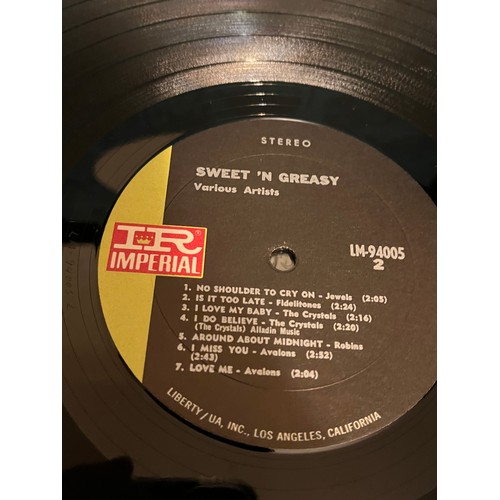 STEREO
SWEET 'N GREASY
Various Artists
IR®
IMPERIAL
LM-94005
2
1. NO SHOULDER TO CRY ON - Jewels (2:05)
2. IS IT TOO LATE - Fidelitones (2:24)
3. I LOVE MY BABY - The Crystals (2:16)
4. I DO BELIEVE - The Crystals (2:20)
(The Crystals) Alladin Music
5. AROUND ABOUT MIDNIGHT - Robins
6. I MISS YOU - Avalons (2:52)
(2:43)
7. LOVE ME - Avalons (2:04)
LIBERTY/UA, INC., LOS ANGELES, CALIFORNIA